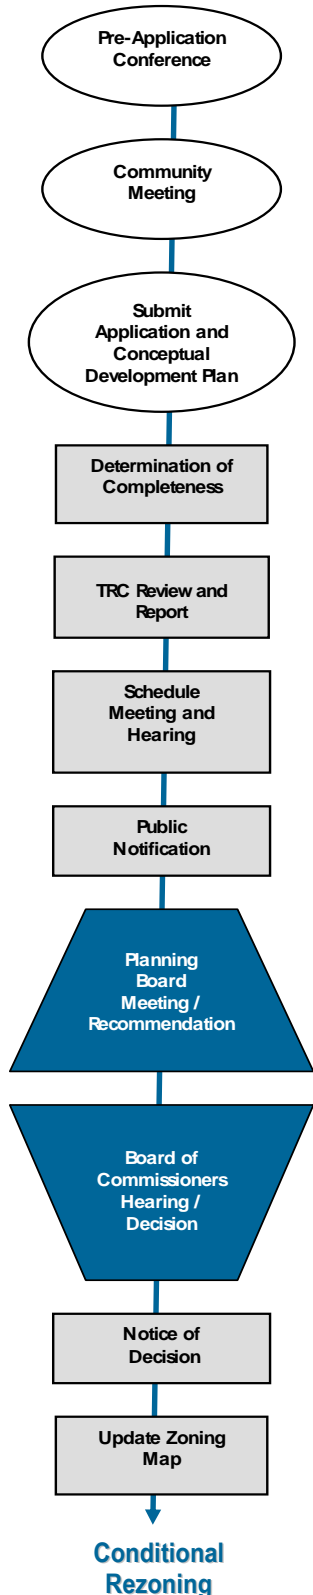 Pre-Application
Conference
Community
Meeting
Submit
Application and
Conceptual
Development Plan
Determination of
Completeness
TRC Review and
Report
Schedule
Meeting and
Hearing
Public
Notification
Planning
Board
Meeting /
Recommendation
Board of
Commissioners
Hearing /
Decision
Notice of
Decision
Update Zoning
Map
Conditional
Rezoning